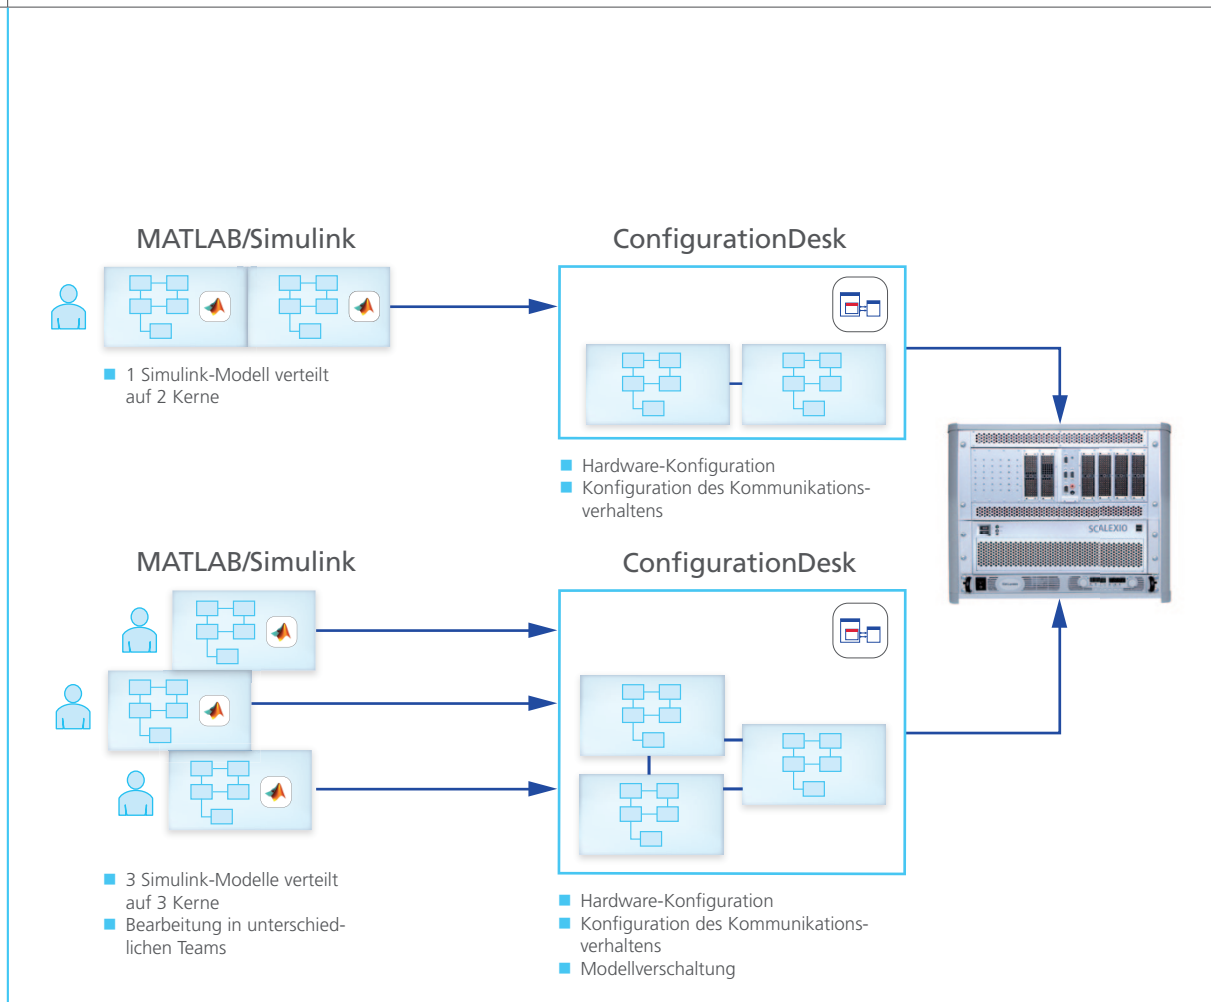 MATLAB/Simulink
ConfigurationDesk
1 Simulink-Modell verteilt
auf 2 Kerne
Hardware-Konfiguration
Konfiguration des Kommunikations-
verhaltens
SCALEXIO
MATLAB/Simulink
ConfigurationDesk
3 Simulink-Modelle verteilt
auf 3 Kerne
Bearbeitung in unterschied-
lichen Teams
Hardware-Konfiguration
Konfiguration des Kommunikations-
verhaltens
Modellverschaltung